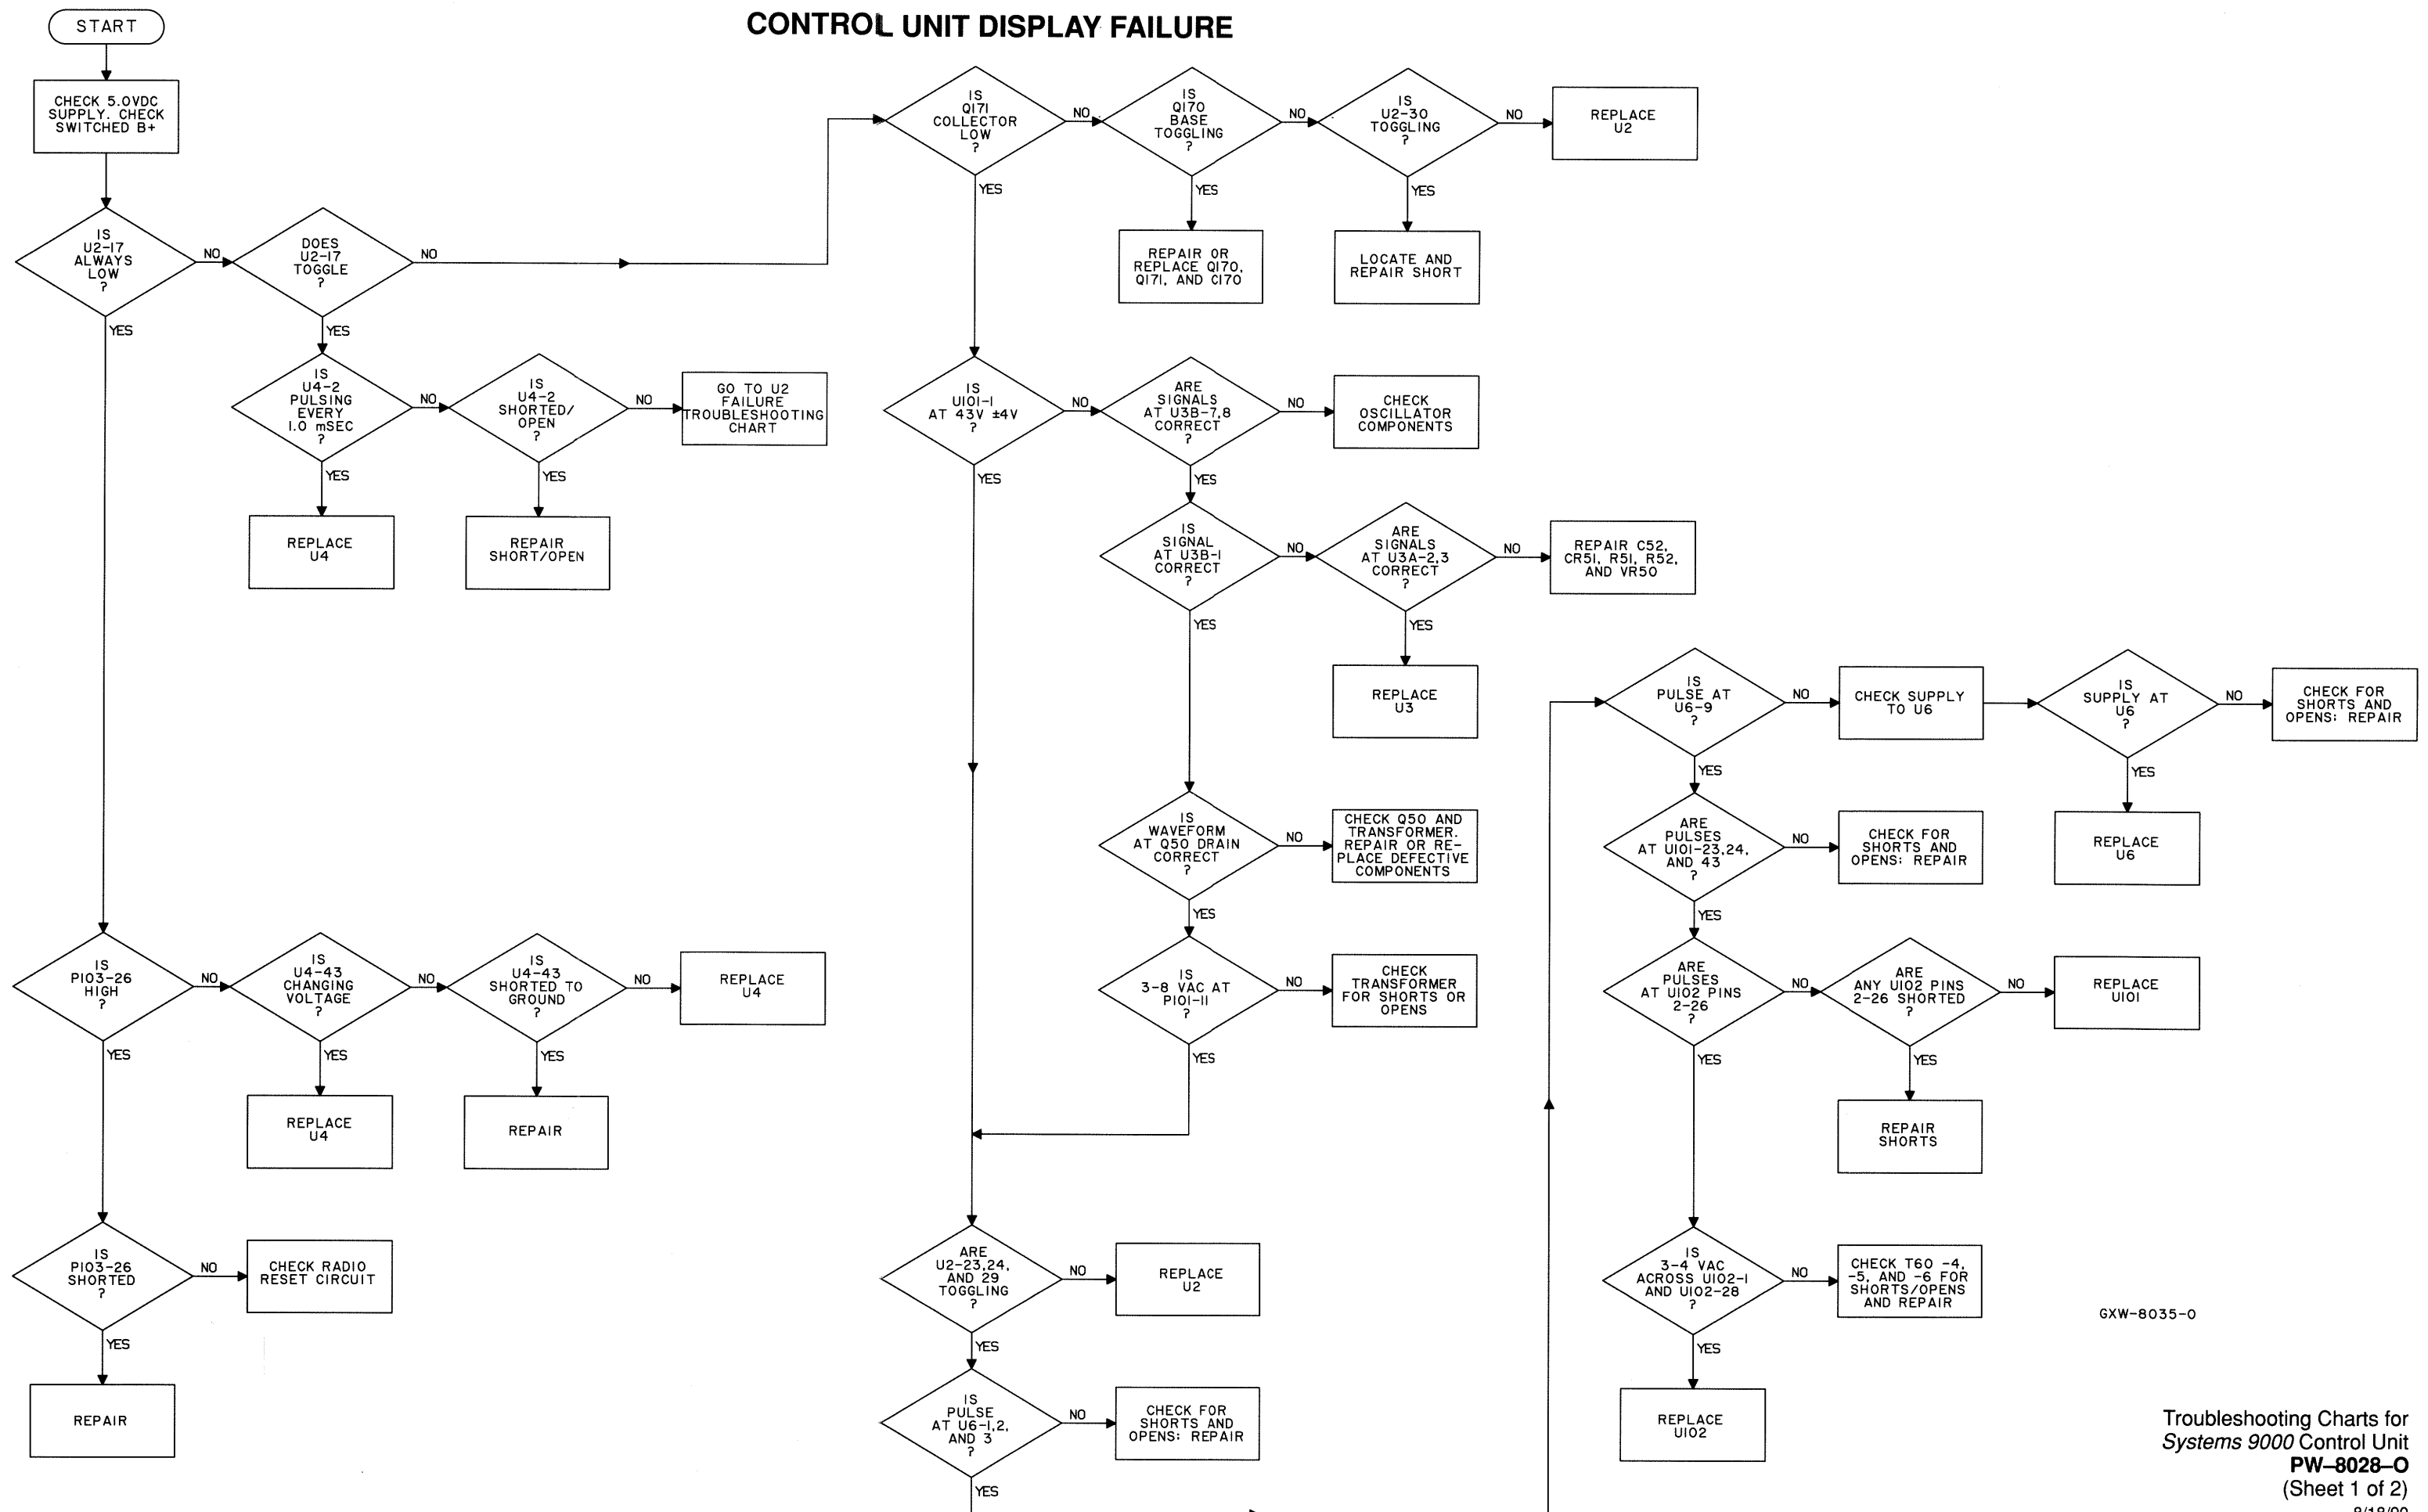 CONTROL UNIT DISPLAY FAILURE
START
CHECK 5.0VDC
SUPPLY. CHECK
SWITCHED B+
IS
U2-17
ALWAYS
LOW
?
NO
YES
DOES
U2-17
TOGGLE
?
NO
YES
IS
U4-2
PULSING
EVERY
1.0 mSEC
?
NO
YES
IS
U4-2
SHORTED/
OPEN
?
NO
YES
GO TO U2
FAILURE
TROUBLESHOOTING
CHART
REPLACE
U4
REPAIR
SHORT/OPEN
IS
P103-26
HIGH
?
NO
YES
IS
U4-43
CHANGING
VOLTAGE
?
NO
YES
IS
U4-43
SHORTED TO
GROUND
?
NO
YES
REPLACE
U4
REPLACE
U4
REPAIR
IS
P103-26
SHORTED
?
NO
YES
CHECK RADIO
RESET CIRCUIT
REPAIR
IS
Q171
COLLECTOR
LOW
?
NO
YES
IS
Q170
BASE
TOGGLING
?
NO
YES
IS
U2-30
TOGGLING
?
NO
YES
REPLACE
U2
REPAIR OR
REPLACE Q170,
Q171, AND C170
LOCATE AND
REPAIR SHORT
IS
U101-1
AT 43V ±4V
?
NO
YES
ARE
SIGNALS
AT U3B-7,8
CORRECT
?
NO
YES
CHECK
OSCILLATOR
COMPONENTS
IS
SIGNAL
AT U3B-1
CORRECT
?
NO
YES
ARE
SIGNALS
AT U3A-2,3
CORRECT
?
NO
YES
REPAIR C52,
CR51, R51, R52,
AND VR50
REPLACE
U3
IS
WAVEFORM
AT Q50 DRAIN
CORRECT
?
NO
YES
CHECK Q50 AND
TRANSFORMER.
REPAIR OR RE-
PLACE DEFECTIVE
COMPONENTS
IS
3-8 VAC AT
P101-11
?
NO
YES
CHECK
TRANSFORMER
FOR SHORTS OR
OPENS
ARE
U2-23,24,
AND 29
TOGGLING
?
NO
YES
REPLACE
U2
IS
PULSE
AT U6-1,2,
AND 3
?
NO
YES
CHECK FOR
SHORTS AND
OPENS: REPAIR
IS
PULSE AT
U6-9
?
NO
YES
CHECK SUPPLY
TO U6
IS
SUPPLY AT
U6
?
NO
YES
CHECK FOR
SHORTS AND
OPENS: REPAIR
REPLACE
U6
ARE
PULSES
AT U101-23,24,
AND 43
?
NO
YES
CHECK FOR
SHORTS AND
OPENS: REPAIR
ARE
PULSES
AT U102 PINS
2-26
?
NO
YES
ARE
ANY U102 PINS
2-26 SHORTED
?
NO
YES
REPLACE
U101
REPAIR
SHORTS
IS
3-4 VAC
ACROSS U102-1
AND U102-28
?
NO
YES
CHECK T60 -4,
-5, AND -6 FOR
SHORTS/OPENS
AND REPAIR
REPLACE
U102
GXW-8035-0
Troubleshooting Charts for
Systems 9000 Control Unit
PW–8028–O
(Sheet 1 of 2)